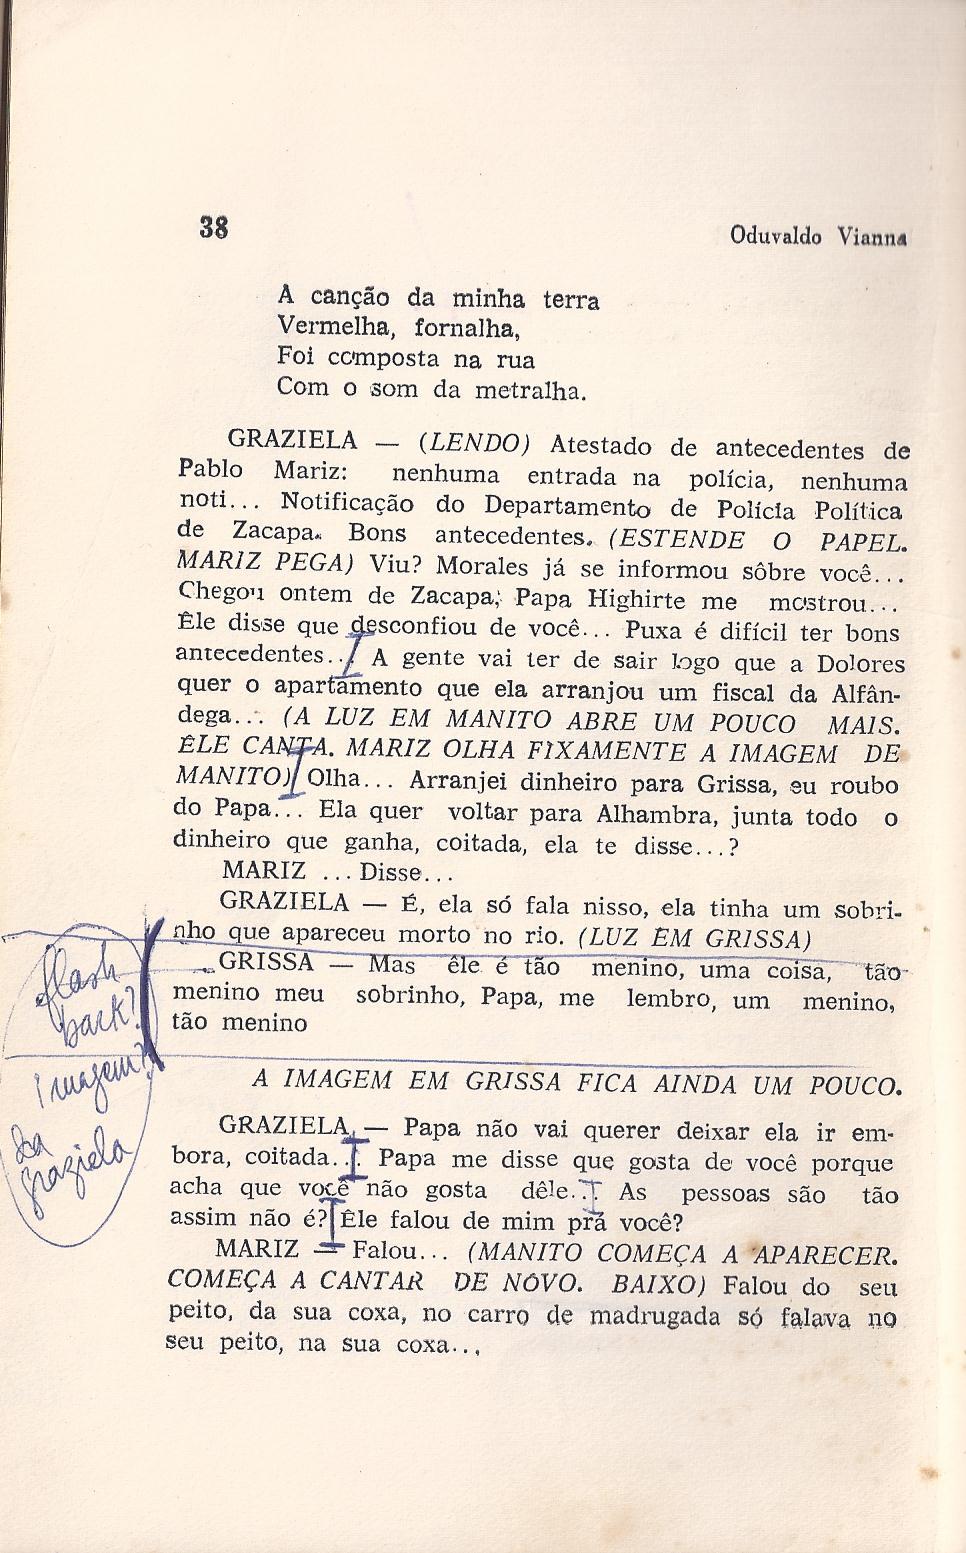 38
Oduvaldo Vianna
A canção da minha terra
Vermelha, fornalha,
Foi composta na rua
Com o som da metralha.
GRAZIELA — (LENDO) Atestado de antecedentes de
Pablo Mariz: nenhuma entrada na polícia, nenhuma
noti... Notificação do Departamento de Polícia Política
de Zacapa. Bons antecedentes. (ESTENDE O PAPEL.
MARIZ PEGA) Viu? Morales já se informou sôbre você...
Chegou ontem de Zacapa; Papa Highirte me mostrou...
Êle disse que desconfiou de você... Puxa é difícil ter bons
antecedentes... A gente vai ter de sair logo que a Dolores
quer o apartamento que ela arranjou um fiscal da Alfân-
dega... (A LUZ EM MANITO ABRE UM POUCO MAIS.
ÊLE CANTA. MARIZ OLHA FIXAMENTE A IMAGEM DE
MANITO) Olha... Arranjei dinheiro para Grissa, eu roubo
do Papa... Ela quer voltar para Alhambra, junta todo o
dinheiro que ganha, coitada, ela te disse...?
MARIZ ... Disse...
GRAZIELA — É, ela só fala nisso, ela tinha um sobri-
nho que apareceu morto no rio. (LUZ EM GRISSA)
GRISSA — Mas êle é tão menino, uma coisa, tão
menino meu sobrinho, Papa, me lembro, um menino,
tão menino
flash
back?
Imagem?
da
graziela
A IMAGEM EM GRISSA FICA AINDA UM POUCO.
GRAZIELA — Papa não vai querer deixar ela ir em-
bora, coitada... Papa me disse que gosta de você porque
acha que você não gosta dêle... As pessoas são tão
assim não é? Êle falou de mim prá você?
MARIZ — Falou... (MANITO COMEÇA A APARECER.
COMEÇA A CANTAR DE NÓVO. BAIXO) Falou do seu
peito, da sua coxa, no carro de madrugada só falava no
seu peito, na sua coxa...